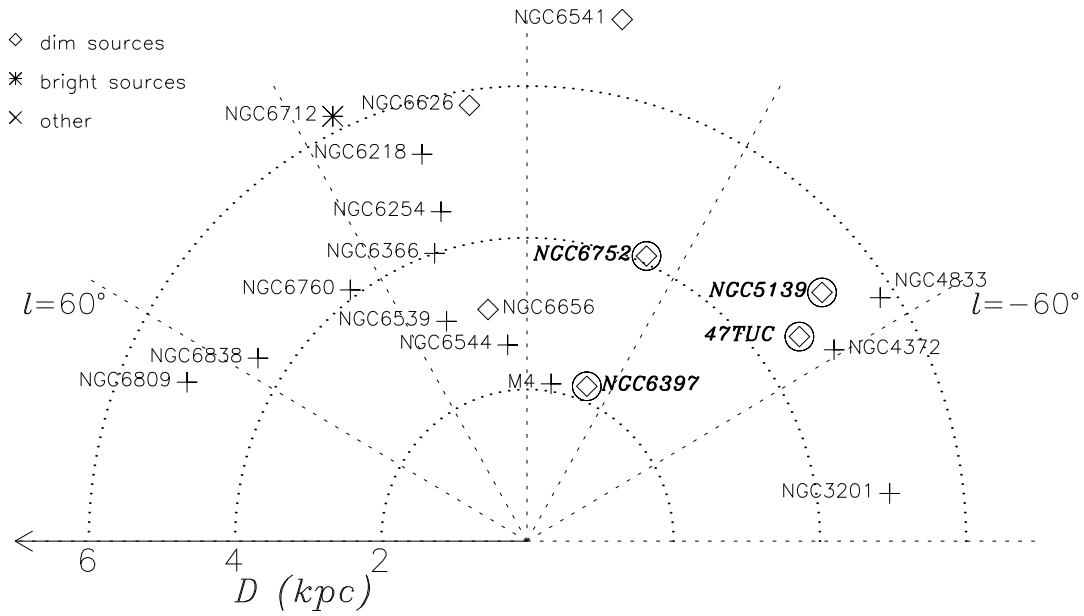 NGC6541
dim sources
bright sources
other
NGC6712
NGC6626
NGC6218
NGC6254
NGC6366
NGC6752
NGC6760
NGC5139
NGC4833
l=60°
l=−60°
NGC6656
NGC6539
47TUC
NGC6544
NGC4372
NGC6838
NGC6809
M4
NGC6397
NGC3201
6 4 2
D (kpc)